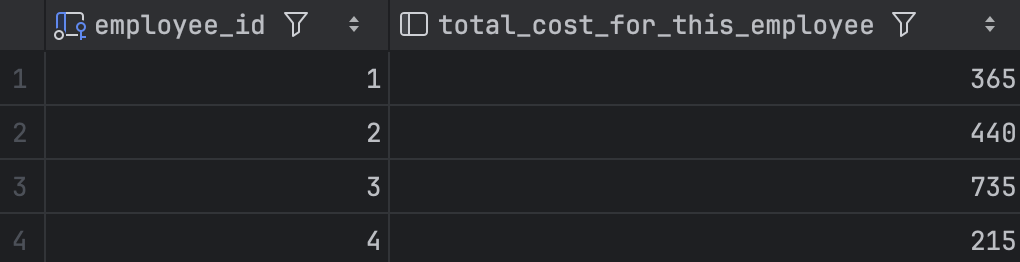 employee_id total_cost_for_this_employee
1 1 365
2 2 440
3 3 735
4 4 215